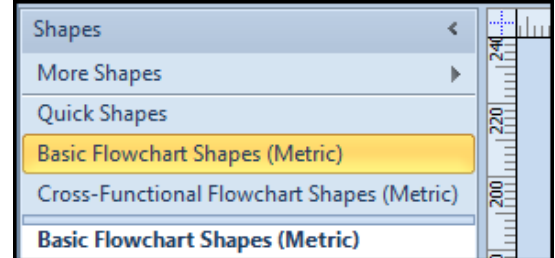 Shapes
More Shapes
Quick Shapes
Basic Flowchart Shapes (Metric)
Cross-Functional Flowchart Shapes (Metric)
Basic Flowchart Shapes (Metric)
240
220
200